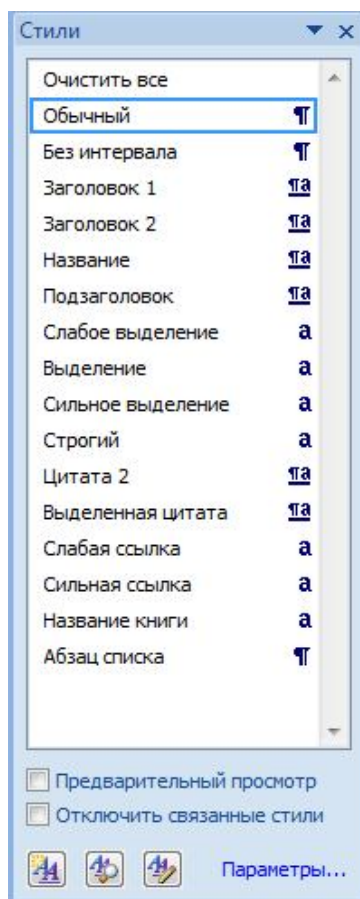 Стили
Очистить все
Обычный ¶
Без интервала ¶
Заголовок 1 ¶a
Заголовок 2 ¶a
Название ¶a
Подзаголовок ¶a
Слабое выделение a
Выделение a
Сильное выделение a
Строгий a
Цитата 2 ¶a
Выделенная цитата ¶a
Слабая ссылка a
Сильная ссылка a
Название книги a
Абзац списка ¶
Предварительный просмотр
Отключить связанные стили
Параметры...